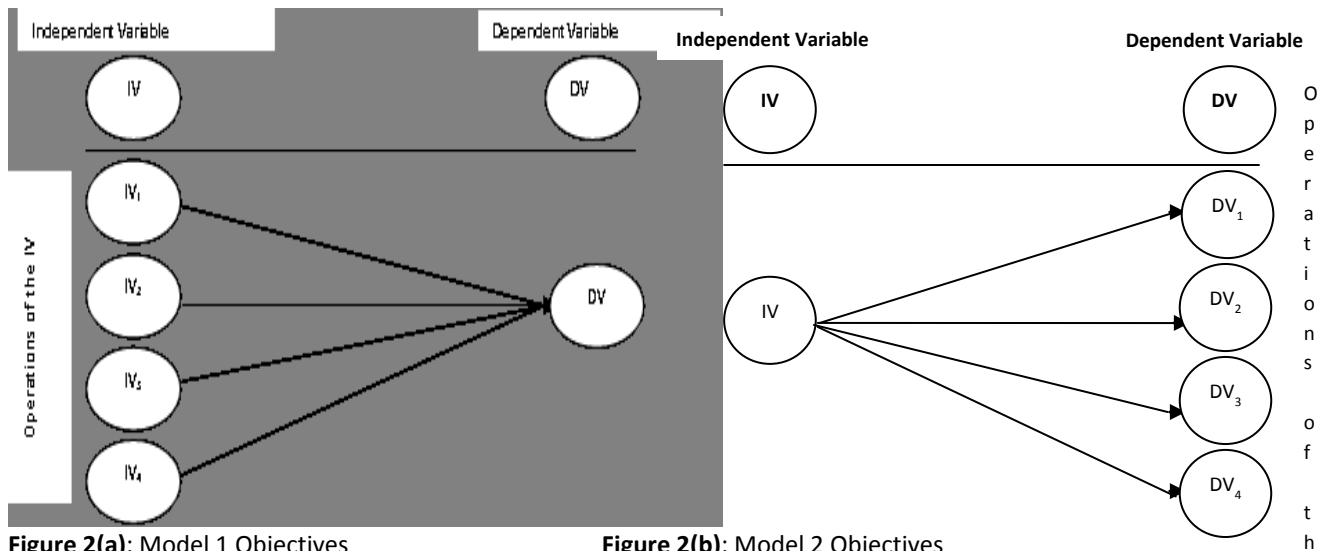 Independent Variable
Dependent Variable
IV
DV
Operations of the IV
IV₁
IV₂
IV₃
IV₄
DV
Figure 2(a): Model 1 Objectives
Independent Variable
Dependent Variable
IV
DV
IV
DV₁
DV₂
DV₃
DV₄
Operations of th
Figure 2(b): Model 2 Objectives